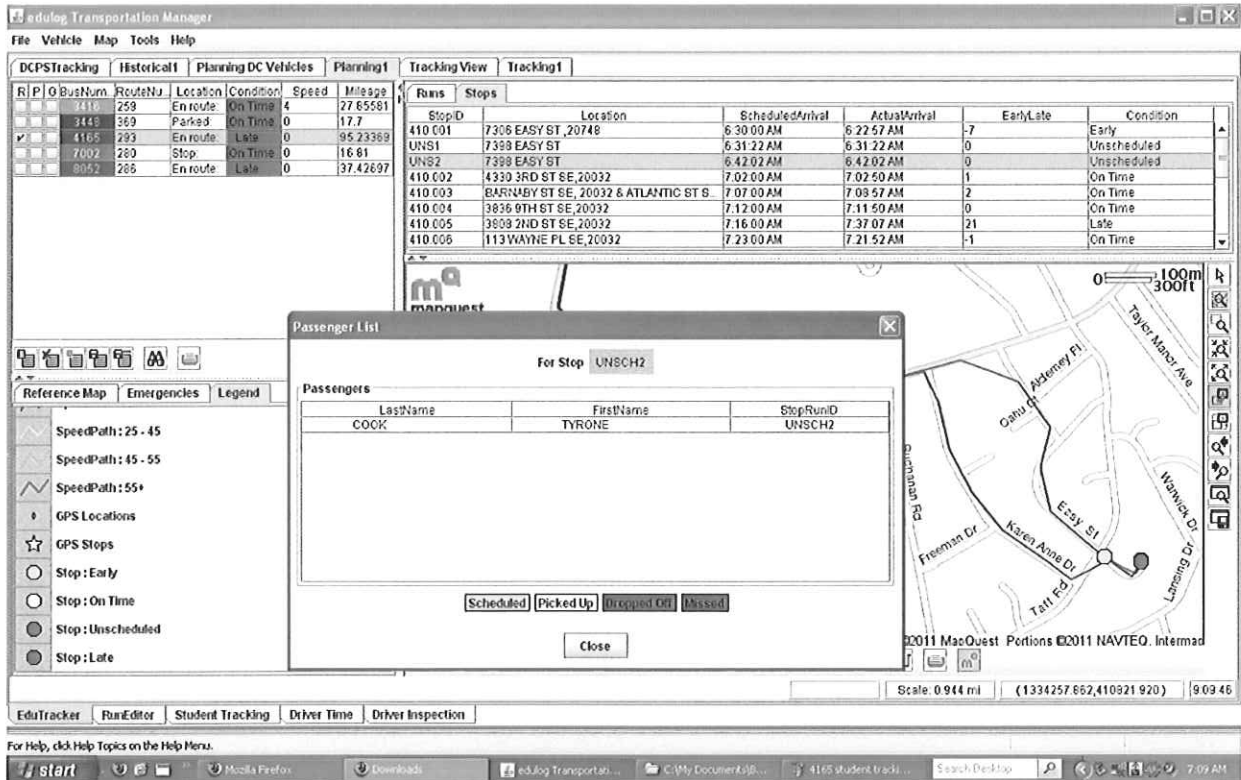 edulog Transportation Manager
File Vehicle Map Tools Help
DCPSTracking Historical1 Planning DC Vehicles Planning1 Tracking View Tracking1
R P G BusNum. RouteNu. Location Condition Speed Mileage
3416 259 En route: On Time 4 27.85581
3448 369 Parked: On Time 0 17.7
4165 293 En route: Late 0 95.23369
7002 280 Stop: On Time 0 16.81
8052 286 En route: Late 0 37.42697
Runs Stops
StopID Location ScheduledArrival ActualArrival EarlyLate Condition
410.001 7306 EASY ST ,20748 6:30:00 AM 6:22:57 AM -7 Early
UNS1 7398 EASY ST 6:31:22 AM 6:31:22 AM 0 Unscheduled
UNS2 7398 EASY ST 6:42:02 AM 6:42:02 AM 0 Unscheduled
410.002 4330 3RD ST SE,20032 7:02:00 AM 7:02:50 AM 1 On Time
410.003 BARNABY ST SE, 20032 & ATLANTIC ST S... 7:07:00 AM 7:08:57 AM 2 On Time
410.004 3836 9TH ST SE,20032 7:12:00 AM 7:11:50 AM 0 On Time
410.005 3908 2ND ST SE,20032 7:16:00 AM 7:37:07 AM 21 Late
410.006 113 WAYNE PL SE,20032 7:23:00 AM 7:21:52 AM -1 On Time
mq
mapquest
0 100m
300ft
Taylor Manor Ave
Alderney Pl
Oahu Ct
Buchanan Rd
Warwick Dr
Easy St
Karen Anne Dr
Freeman Dr
Lansing Dr
Taft Rd
©2011 MapQuest Portions ©2011 NAVTEQ, Intermap
Reference Map Emergencies Legend
SpeedPath : 25 - 45
SpeedPath : 45 - 55
SpeedPath : 55+
GPS Locations
GPS Stops
Stop : Early
Stop : On Time
Stop : Unscheduled
Stop : Late
Passenger List
For Stop UNSCH2
Passengers
LastName FirstName StopRunID
COOK TYRONE UNSCH2
Scheduled Picked Up Dropped Off Missed
Close
Scale: 0.944 mi (1334257.862,410821.920) 9:09:46
EduTracker RunEditor Student Tracking Driver Time Driver Inspection
For Help, click Help Topics on the Help Menu.
start Mozilla Firefox Downloads edulog Transportati... C:\My Documents\B... 4165 student tracki... Search Desktop 7:09 AM